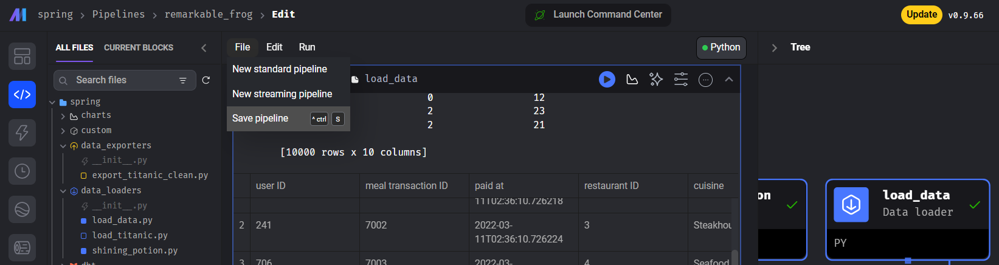 spring > Pipelines > remarkable_frog > Edit
Launch Command Center
Update v0.9.66
ALL FILES CURRENT BLOCKS
File Edit Run
Python
Tree
Search files
New standard pipeline
New streaming pipeline
Save pipeline ^ ctrl S
load_data
0 12
2 23
2 21
[10000 rows x 10 columns]
spring
charts
custom
data_exporters
__init__.py
export_titanic_clean.py
data_loaders
__init__.py
load_data.py
load_titanic.py
shining_potion.py
dbt
user ID meal transaction ID paid at restaurant ID cuisine
11T02:36:10.726218
2 241 7002 2022-03- 3 Steakhou
11T02:36:10.726224
3 706 7003 2022-03- 4 Seafood
on
load_data
Data loader
PY